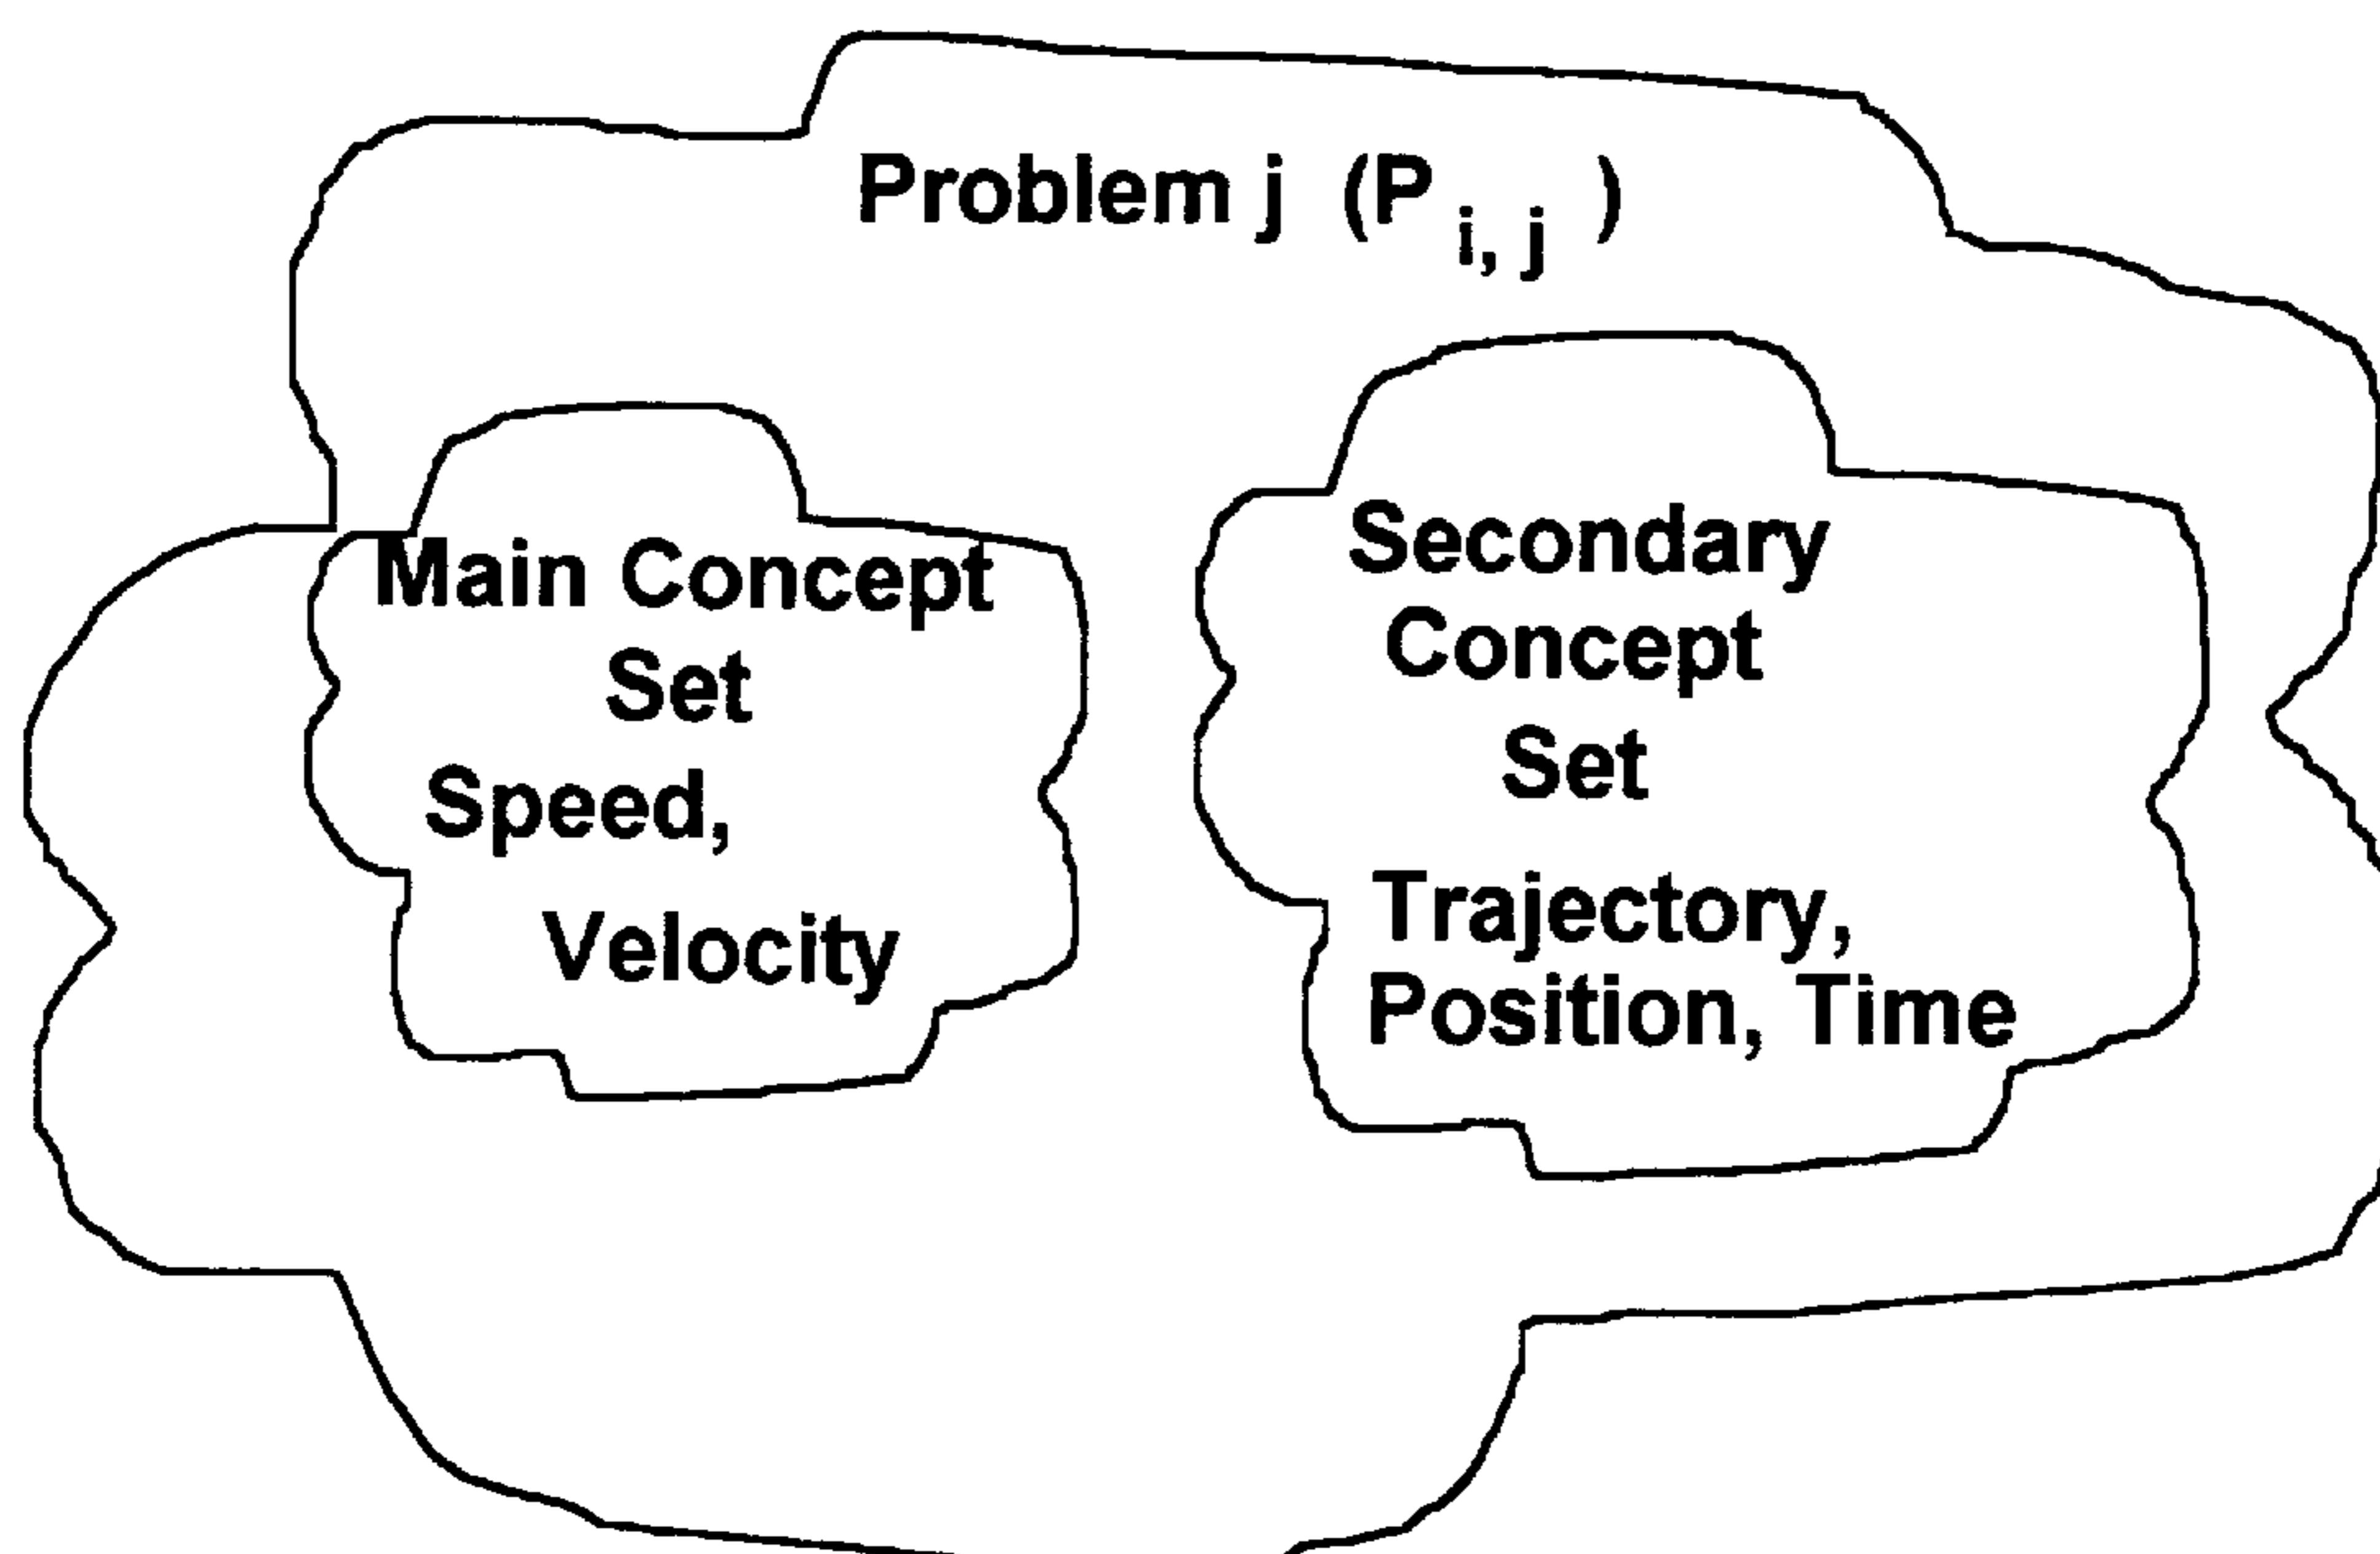 Problem j (P i, j )
Main Concept
Set
Speed,
Velocity
Secondary
Concept
Set
Trajectory,
Position, Time